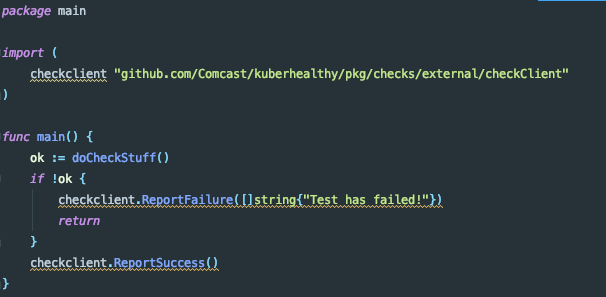 package main
import (
checkclient "github.com/Comcast/kuberhealthy/pkg/checks/external/checkClient"
)
func main() {
ok := doCheckStuff()
if !ok {
checkclient.ReportFailure([]string{"Test has failed!"})
return
}
checkclient.ReportSuccess()
}